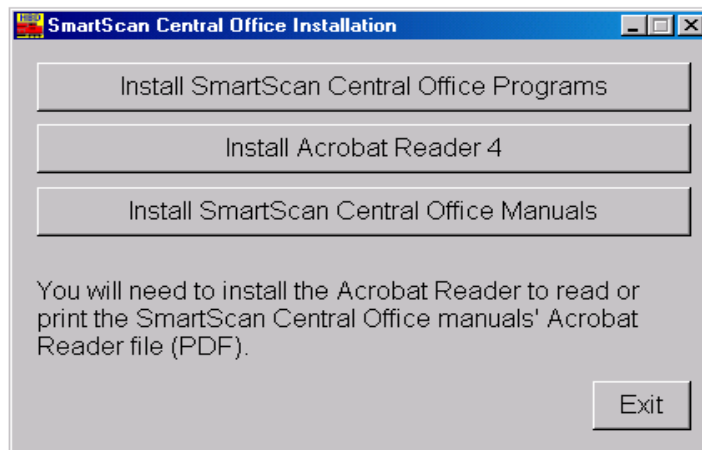 HBD
SmartScan Central Office Installation
Install SmartScan Central Office Programs
Install Acrobat Reader 4
Install SmartScan Central Office Manuals
You will need to install the Acrobat Reader to read or
print the SmartScan Central Office manuals' Acrobat
Reader file (PDF).
Exit